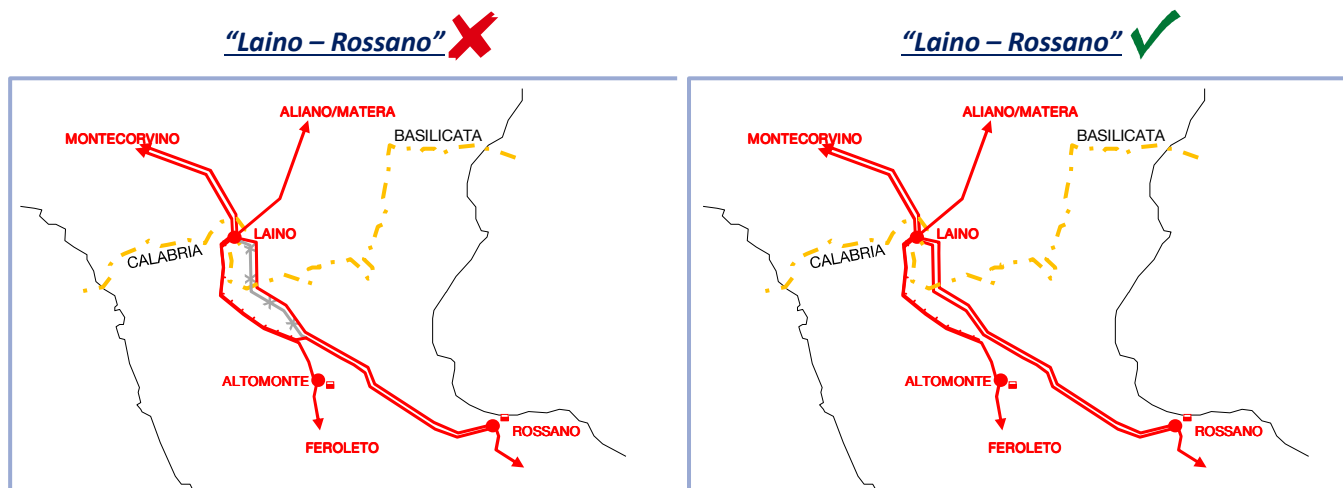 “Laino – Rossano”
ALIANO/MATERA
MONTECORVINO
BASILICATA
LAINO
CALABRIA
ALTOMONTE
ROSSANO
FEROLETO
“Laino – Rossano”
ALIANO/MATERA
MONTECORVINO
BASILICATA
LAINO
CALABRIA
ALTOMONTE
ROSSANO
FEROLETO